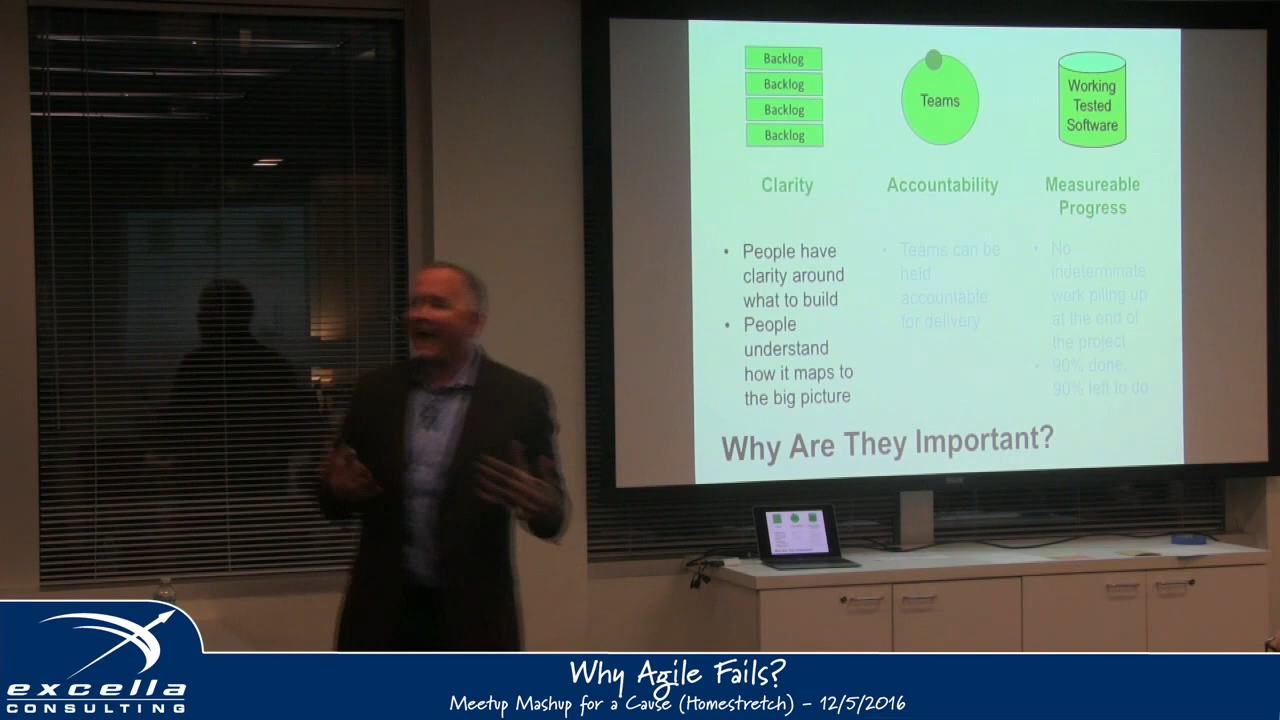 Backlog
Backlog
Backlog
Backlog
Teams
Working
Tested
Software
Clarity
Accountability
Measureable
Progress
• People have
clarity around
what to build
• People
understand
how it maps to
the big picture
• Teams can be
held
accountable
for delivery
• No
indeterminate
work piling up
at the end of
the project
• 90% done,
90% left to do
Why Are They Important?
excella
CONSULTING
Why Agile Fails?
Meetup Mashup for a Cause (Homestretch) - 12/5/2016